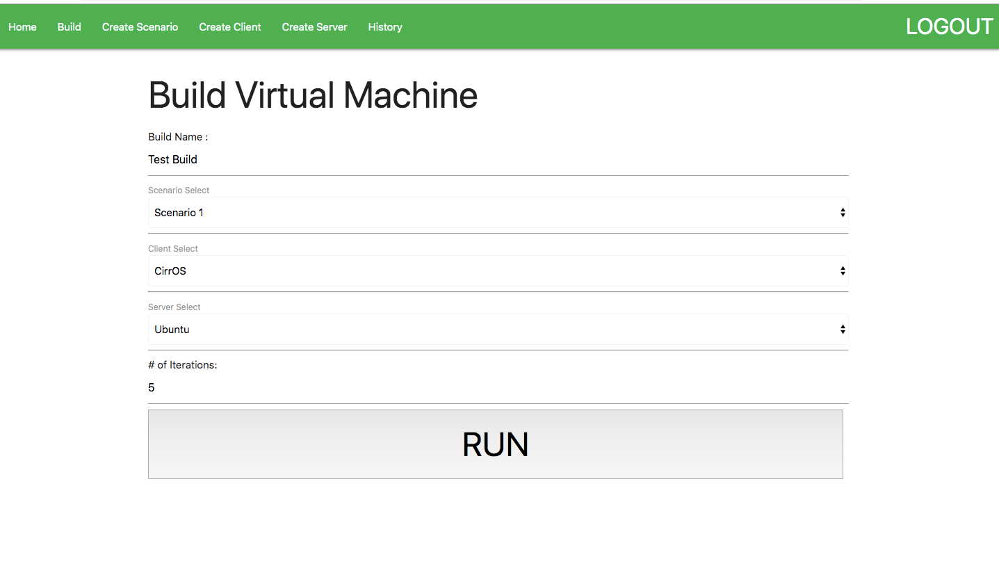 Home Build Create Scenario Create Client Create Server History LOGOUT
Build Virtual Machine
Build Name :
Test Build
Scenario Select
Scenario 1
Client Select
CirrOS
Server Select
Ubuntu
# of Iterations:
5
RUN